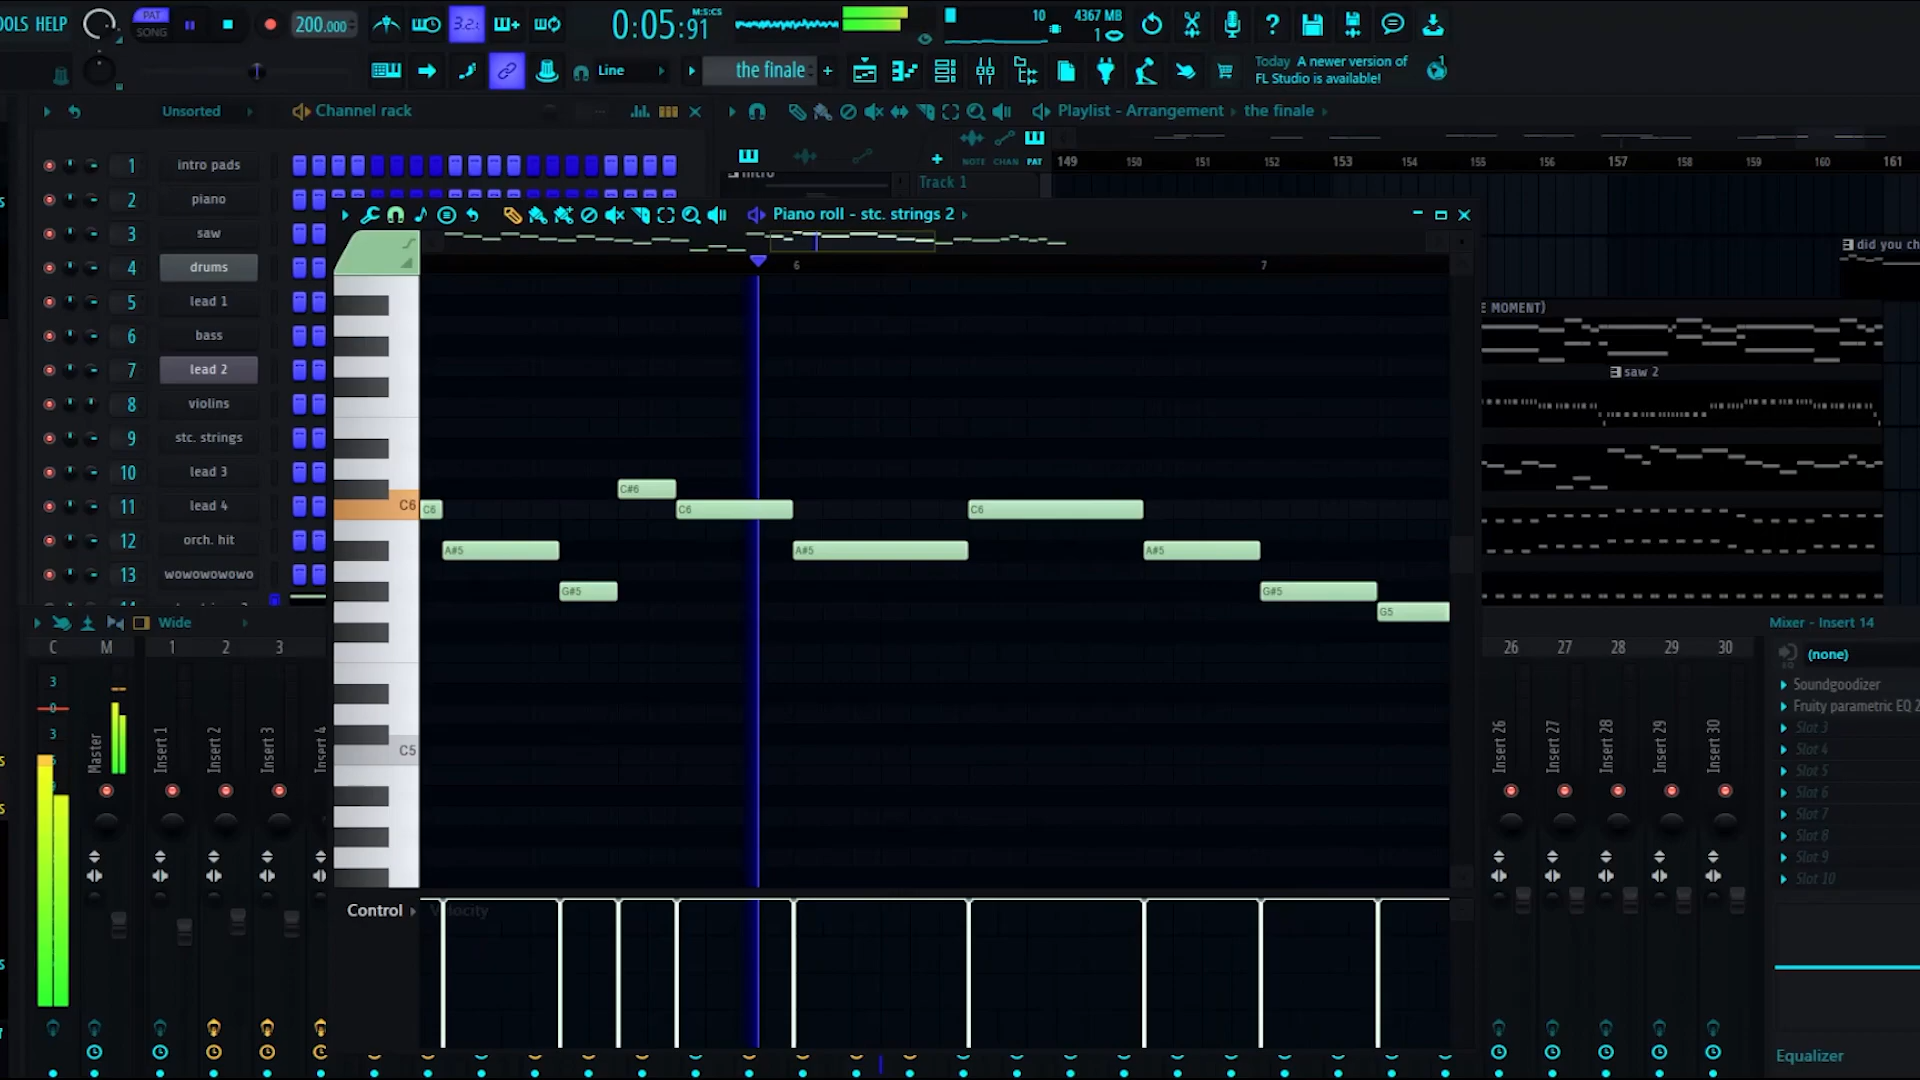 OOLS HELP
PAT
SONG
200.000
3.2.
0:05:91
M:S:CS
10
4367 MB
1
Line
the finale
Today A newer version of
FL Studio is available!
Unsorted
Channel rack
Playlist - Arrangement
the finale
NOTE CHAN PAT
149 150 151 152 153 154 155 156 157 158 159 160 161
Track 1
1 intro pads
2 piano
3 saw
4 drums
5 lead 1
6 bass
7 lead 2
8 violins
9 stc. strings
10 lead 3
11 lead 4
12 orch. hit
13 wowowowowo
Piano roll - stc. strings 2
6 7
C6
C5
C6
A#5
G#5
C#6
C6
A#5
C6
A#5
G#5
G5
did you ch
E MOMENT)
saw 2
Control
Wide
C M 1 2 3
3
0
3
Master
Insert 1
Insert 2
Insert 3
Insert 4
26 27 28 29 30
Insert 26
Insert 27
Insert 28
Insert 29
Insert 30
Mixer - Insert 14
(none)
Soundgoodizer
Fruity parametric EQ 2
Slot 3
Slot 4
Slot 5
Slot 6
Slot 7
Slot 8
Slot 9
Slot 10
Equalizer